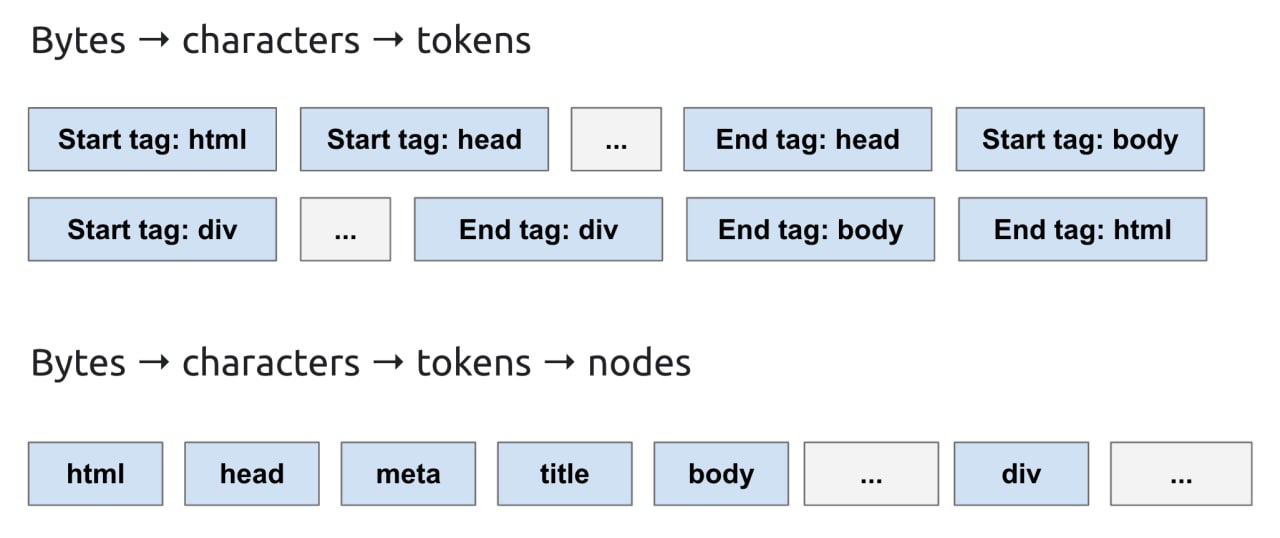 Bytes → characters → tokens
Start tag: html Start tag: head ... End tag: head Start tag: body
Start tag: div ... End tag: div End tag: body End tag: html
Bytes → characters → tokens → nodes
html head meta title body ... div ...